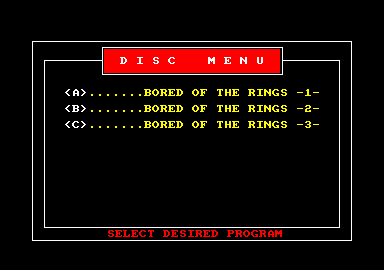 DISC MENU
<A>.......BORED OF THE RINGS -1-
<B>.......BORED OF THE RINGS -2-
<C>.......BORED OF THE RINGS -3-
SELECT DESIRED PROGRAM